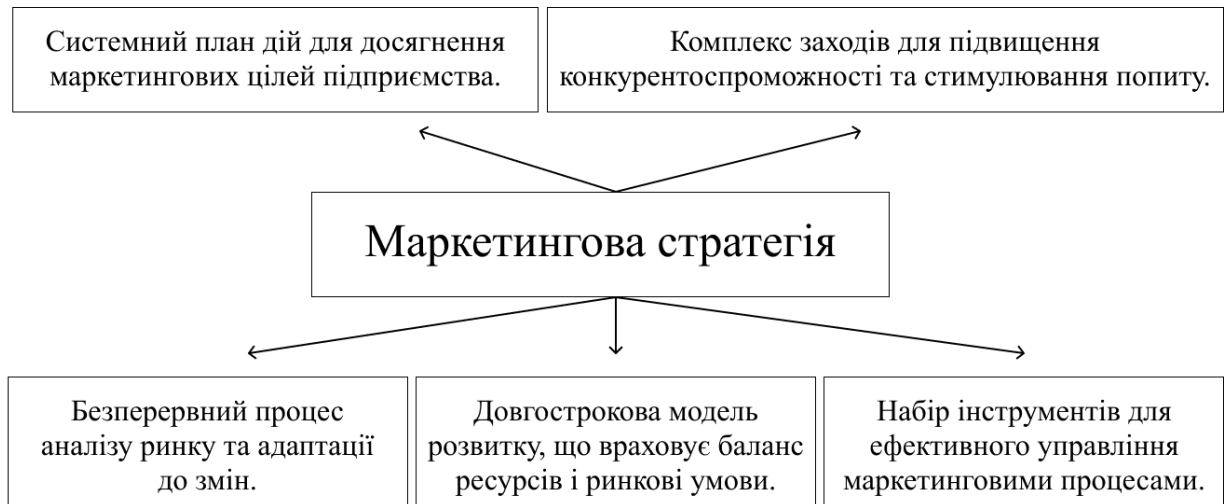 Системний план дій для досягнення
маркетингових цілей підприємства.
Комплекс заходів для підвищення
конкурентоспроможності та стимулювання попиту.
Маркетингова стратегія
Безперервний процес
аналізу ринку та адаптації
до змін.
Довгострокова модель
розвитку, що враховує баланс
ресурсів і ринкові умови.
Набір інструментів для
ефективного управління
маркетинговими процесами.